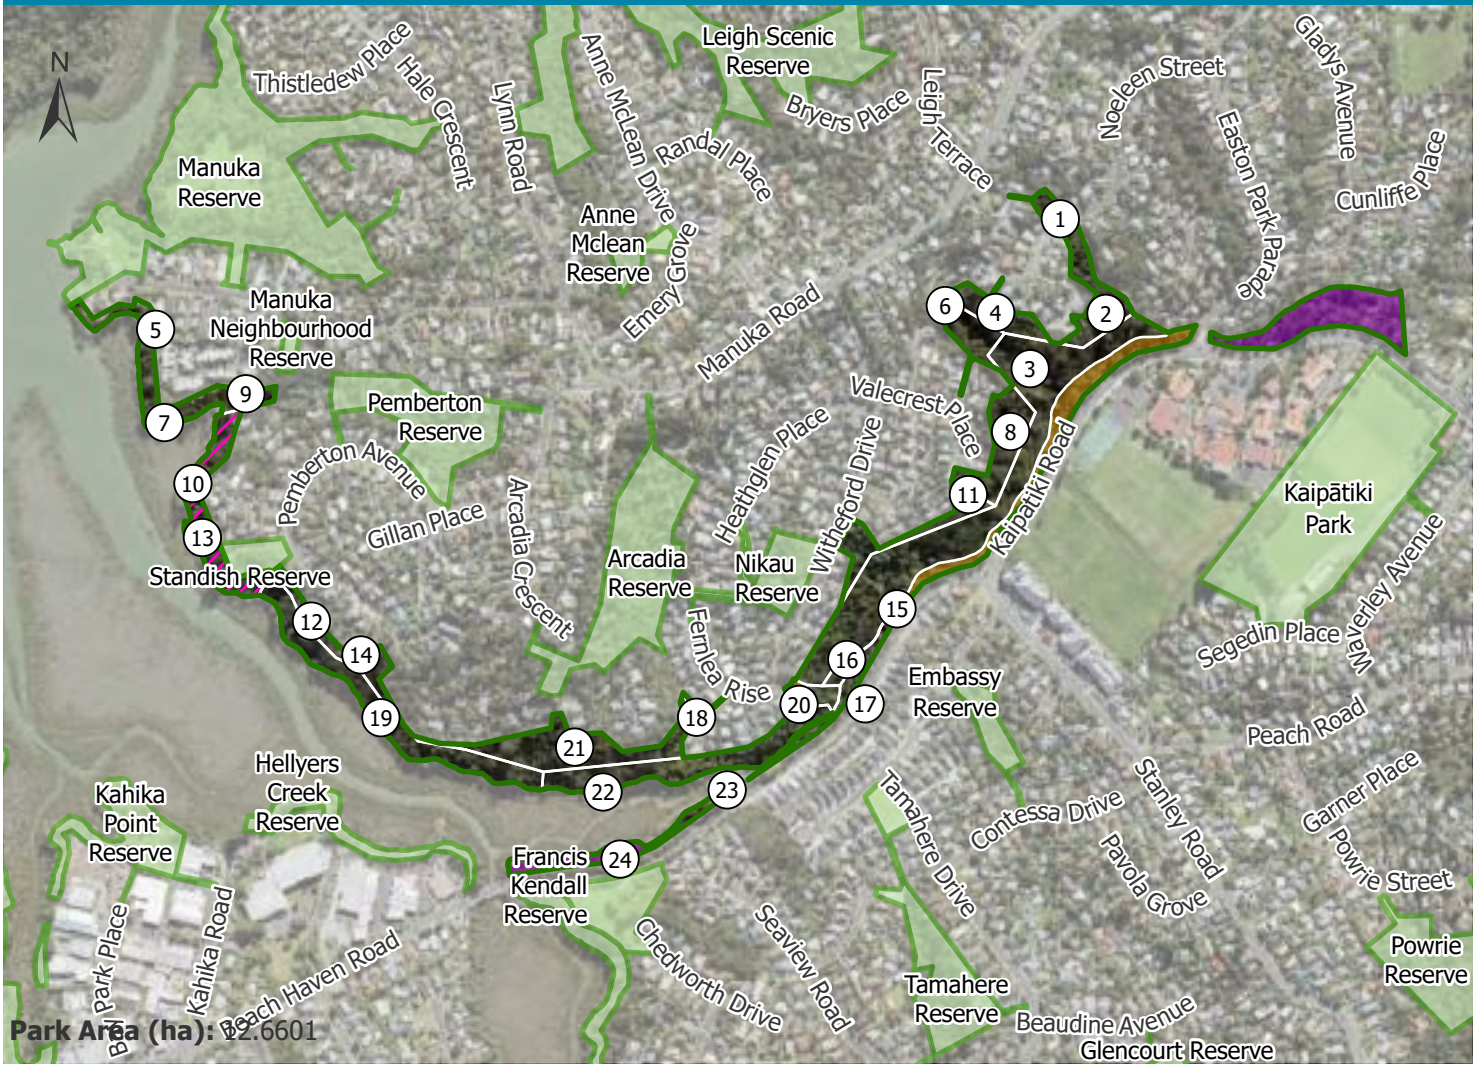 N
Thistledew Place
Hale Crescent
Lynn Road
Anne McLean Drive
Leigh Scenic
Reserve
Bryers Place
Randal Place
Leigh Terrace
Noeleen Street
Gladys Avenue
Easton Park Parade
Cunliffe Place
Manuka
Reserve
Anne
Mclean
Reserve
Emery Grove
Manuka Road
Manuka
Neighbourhood
Reserve
1
2
3
4
5
6
7
8
9
10
11
12
13
14
15
16
17
18
19
20
21
22
23
24
Pemberton
Reserve
Pemberton Avenue
Gillan Place
Arcadia Crescent
Heathglen Place
Valecrest Place
Witheford Drive
Kaipatiki Road
Kaipātiki
Park
Arcadia
Reserve
Nikau
Reserve
Standish Reserve
Fernlea Rise
Segedin Place
Waverley Avenue
Embassy
Reserve
Peach Road
Hellyers
Creek
Reserve
Kahika
Point
Reserve
Tamahere Drive
Contessa Drive
Stanley Road
Garner Place
Pavola Grove
Powrie Street
Francis
Kendall
Reserve
Chedworth Drive
Seaview Road
Kahika Road
Beach Haven Road
Park Place
Tamahere
Reserve
Powrie
Reserve
Beaudine Avenue
Glencourt Reserve
Park Area (ha): 12.6601